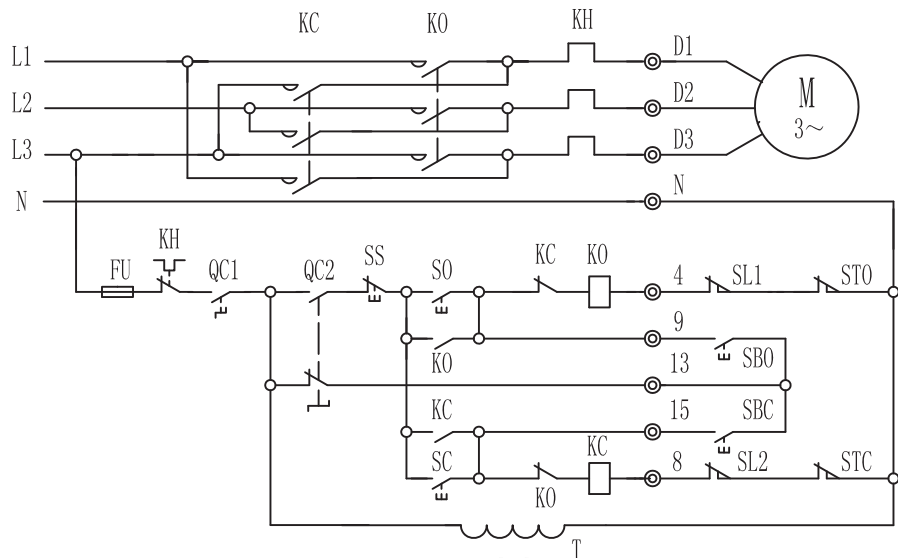 KC KO KH
L1 D1
L2 D2 M
3~
L3 D3
N N
KH
FU QC1 QC2 SS SO KC KO 4 SL1 STO
9
KO SBO
13
KC 15 SBC
SC KC 8 SL2 STC
KO
T